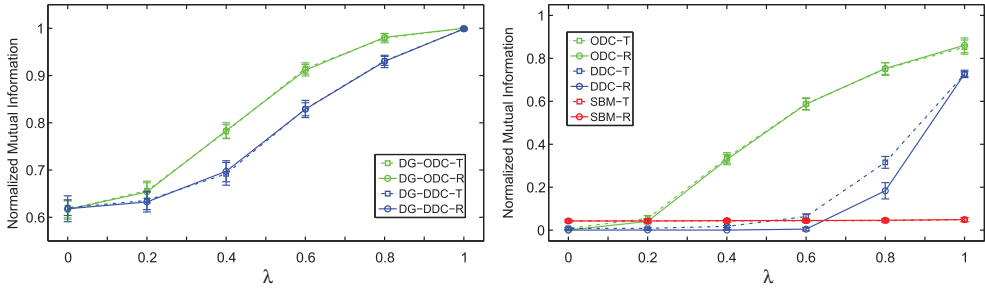 Normalized Mutual Information
1
0.9
0.8
0.7
0.6
0 0.2 0.4 0.6 0.8 1
λ
DG−ODC−T
DG−ODC−R
DG−DDC−T
DG−DDC−R
Normalized Mutual Information
1
0.8
0.6
0.4
0.2
0
0 0.2 0.4 0.6 0.8 1
λ
ODC−T
ODC−R
DDC−T
DDC−R
SBM−T
SBM−R